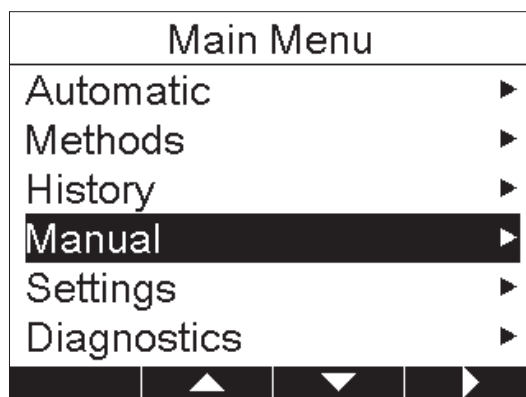 Main Menu
Automatic
Methods
History
Manual
Settings
Diagnostics